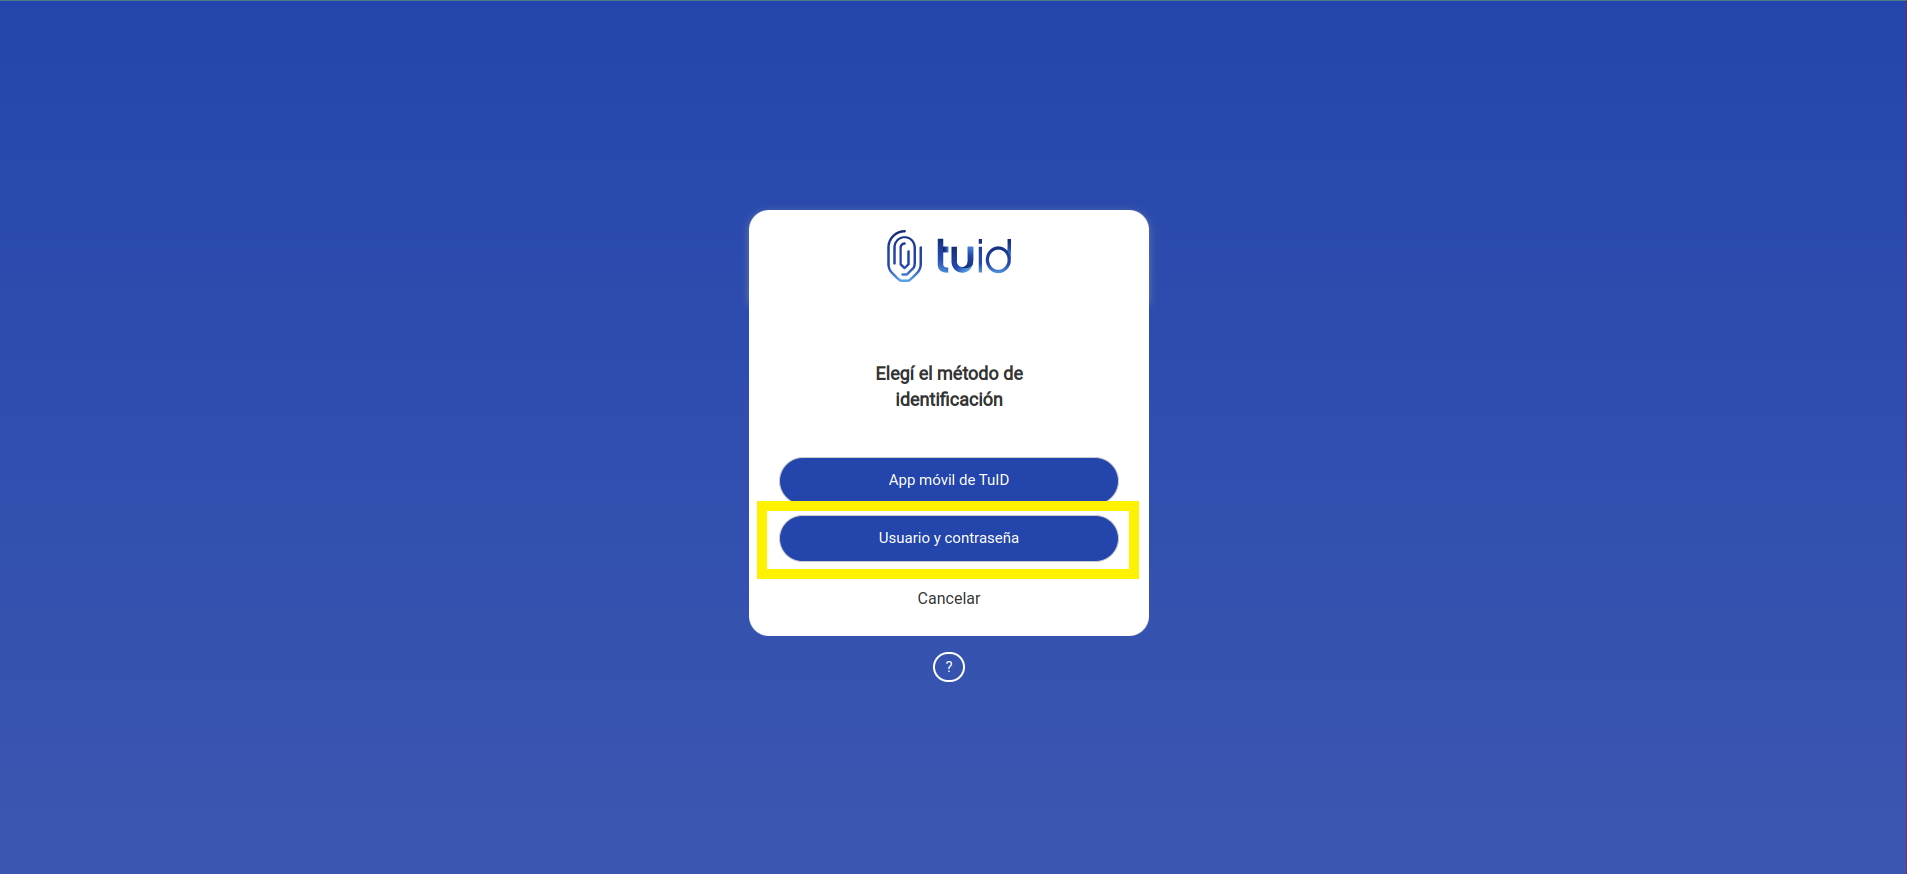 tuid
Elegí el método de
identificación
App móvil de TuID
Usuario y contraseña
Cancelar
?